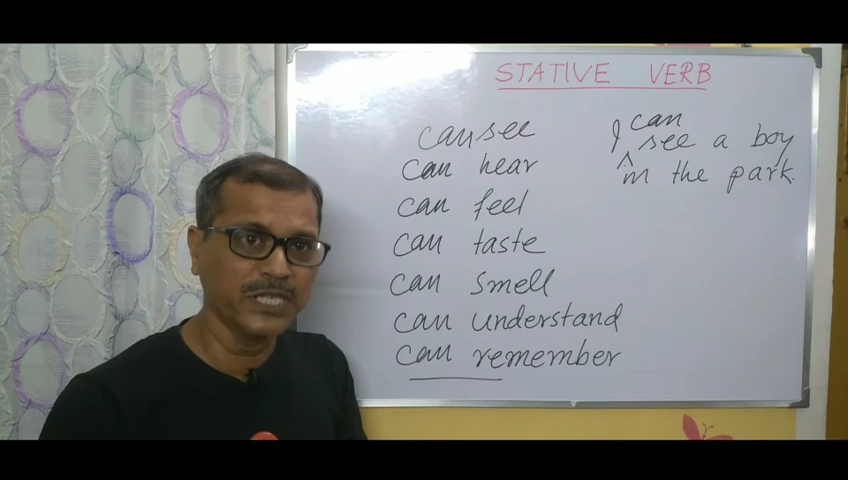 STATIVE VERB
can see
can hear
can feel
can taste
can smell
can understand
can remember
I can see a boy
in the park.